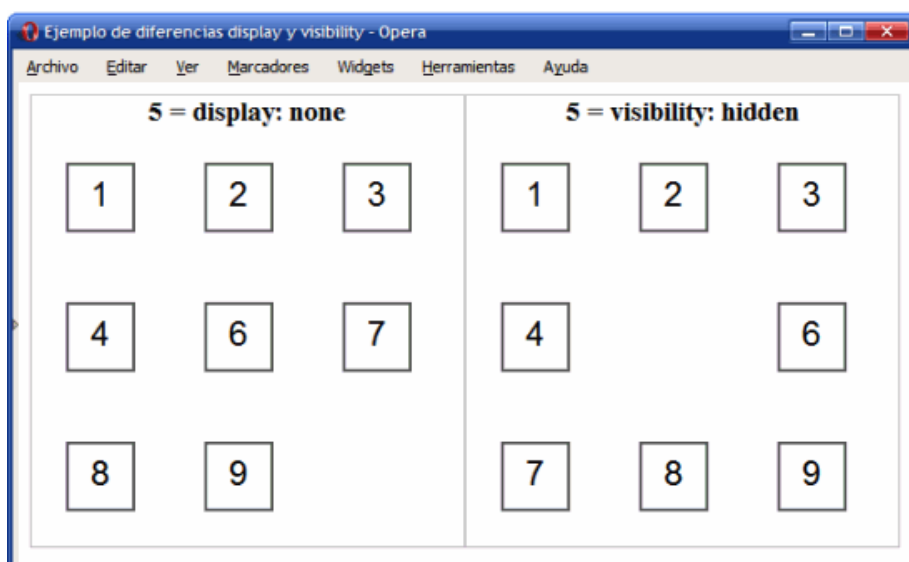 Ejemplo de diferencias display y visibility - Opera
Archivo Editar Ver Marcadores Widgets Herramientas Ayuda
5 = display: none
1 2 3
4 6 7
8 9
5 = visibility: hidden
1 2 3
4 6
7 8 9